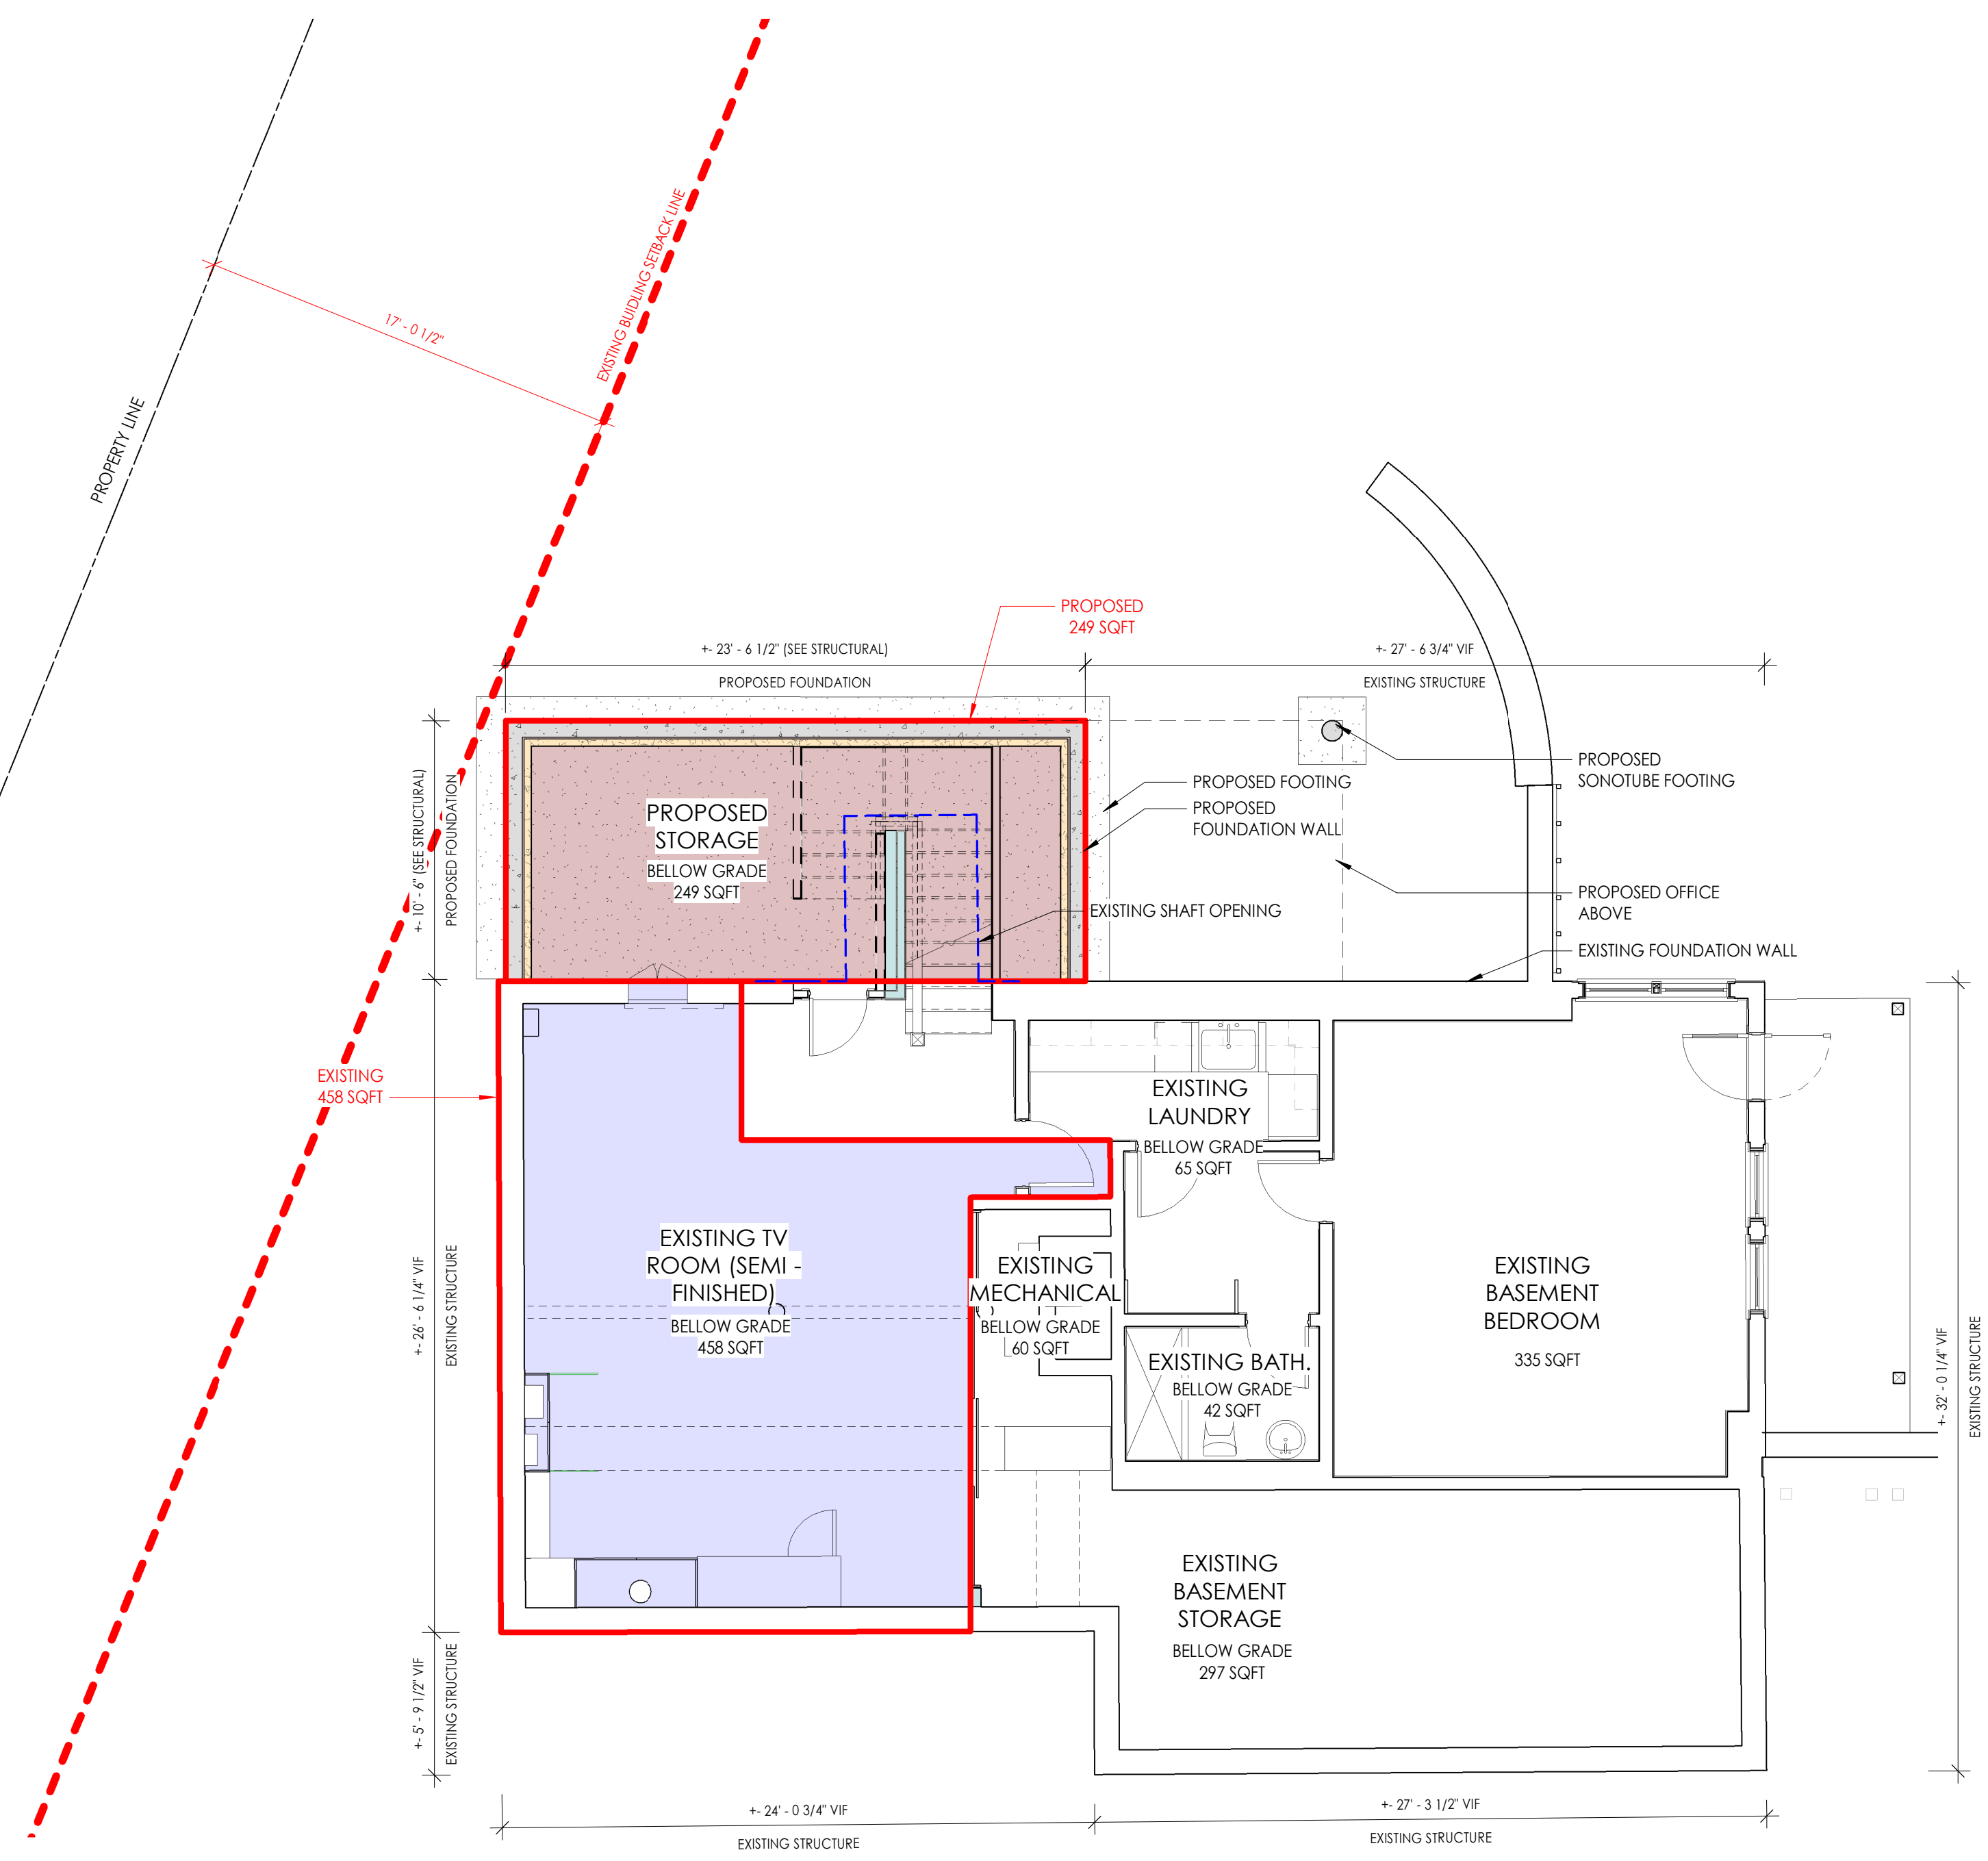 EXISTING BUIDLING SETBACK LINE
17' - 0 1/2"
PROPERTY LINE
PROPOSED
249 SQFT
+- 23' - 6 1/2" (SEE STRUCTURAL)
PROPOSED FOUNDATION
+- 27' - 6 3/4" VIF
EXISTING STRUCTURE
+- 10' - 6" (SEE STRUCTURAL)
PROPOSED FOUNDATION
PROPOSED
STORAGE
BELLOW GRADE
249 SQFT
PROPOSED FOOTING
PROPOSED
FOUNDATION WALL
EXISTING SHAFT OPENING
PROPOSED
SONOTUBE FOOTING
PROPOSED OFFICE
ABOVE
EXISTING FOUNDATION WALL
EXISTING
458 SQFT
EXISTING
LAUNDRY
BELLOW GRADE
65 SQFT
+- 26' - 6 1/4" VIF
EXISTING STRUCTURE
EXISTING TV
ROOM (SEMI -
FINISHED)
BELLOW GRADE
458 SQFT
EXISTING
MECHANICAL
BELLOW GRADE
60 SQFT
EXISTING BATH.
BELLOW GRADE
42 SQFT
EXISTING
BASEMENT
BEDROOM
335 SQFT
+- 32' - 0 1/4" VIF
EXISTING STRUCTURE
EXISTING
BASEMENT
STORAGE
BELLOW GRADE
297 SQFT
+- 5' - 9 1/2" VIF
EXISTING STRUCTURE
+- 24' - 0 3/4" VIF
EXISTING STRUCTURE
+- 27' - 3 1/2" VIF
EXISTING STRUCTURE